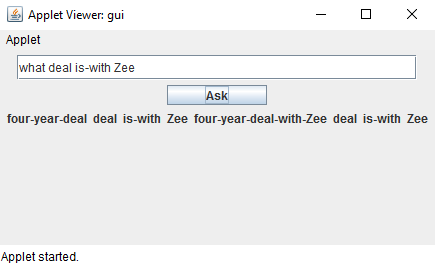 Applet Viewer: gui
Applet
what deal is-with Zee
Ask
four-year-deal deal is-with Zee four-year-deal-with-Zee deal is-with Zee
Applet started.